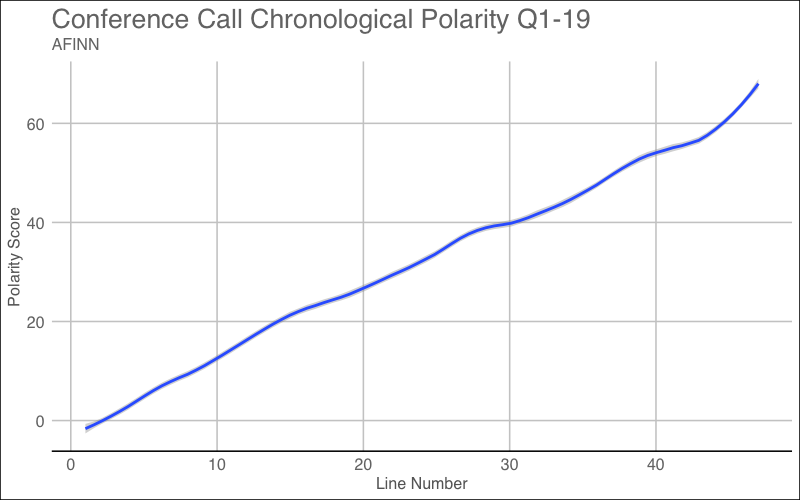 Conference Call Chronological Polarity Q1-19
AFINN
Polarity Score
60
40
20
0
0 10 20 30 40
Line Number